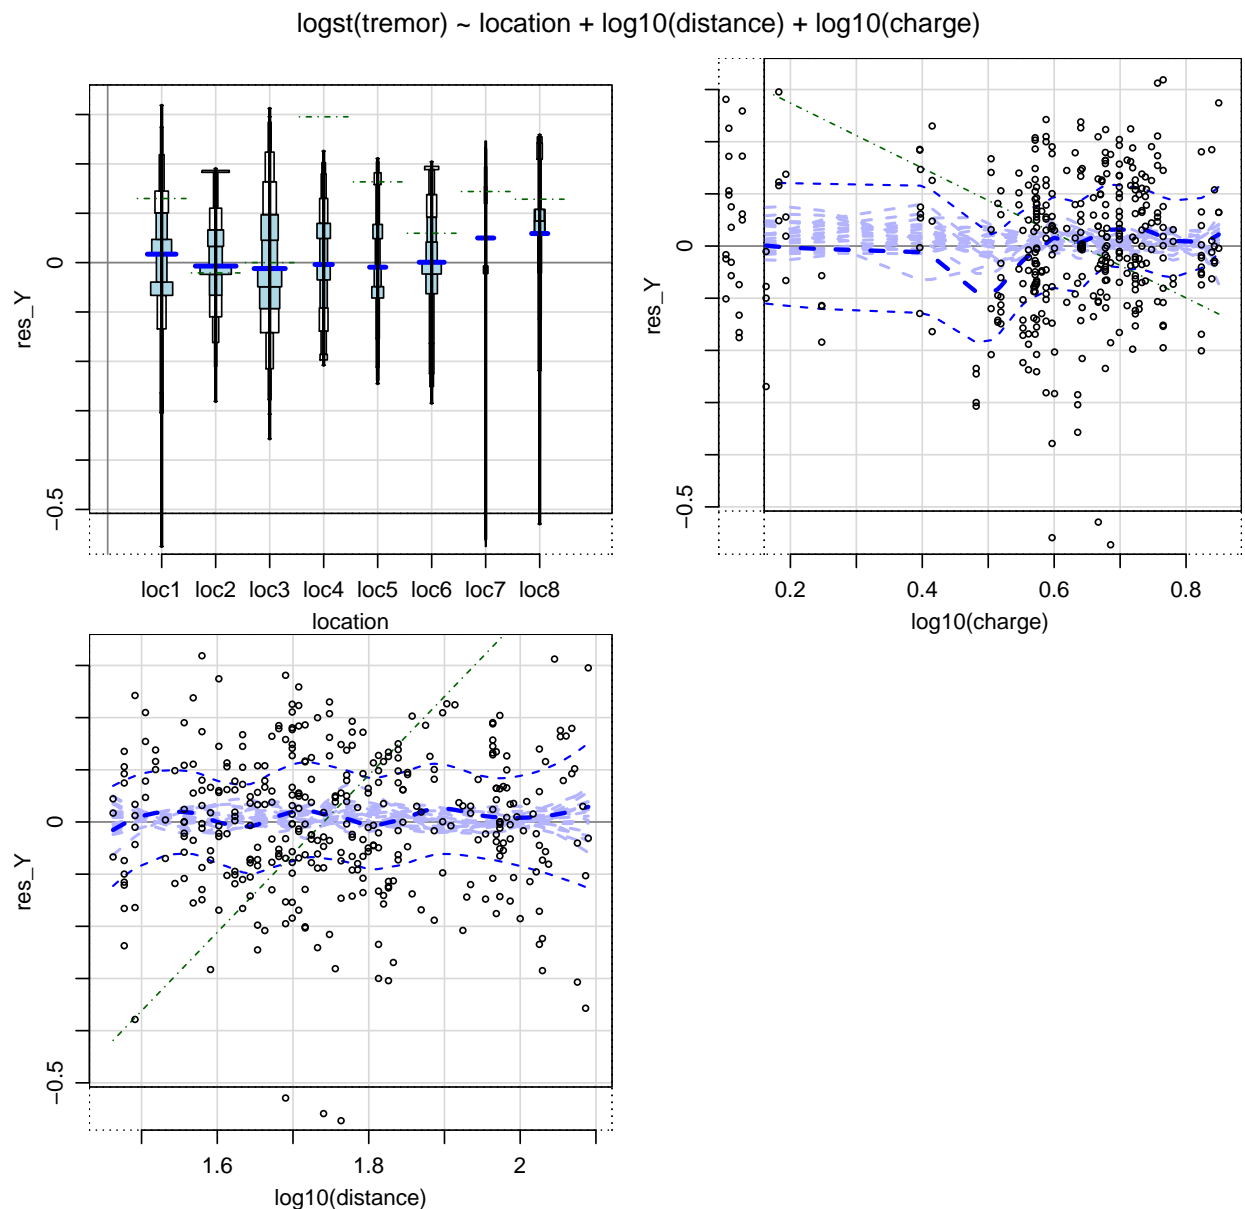 logst(tremor) ~ location + log10(distance) + log10(charge)
res_Y
0
−0.5
loc1 loc2 loc3 loc4 loc5 loc6 loc7 loc8
location
res_Y
0
−0.5
0.2 0.4 0.6 0.8
log10(charge)
res_Y
0
−0.5
1.6 1.8 2
log10(distance)